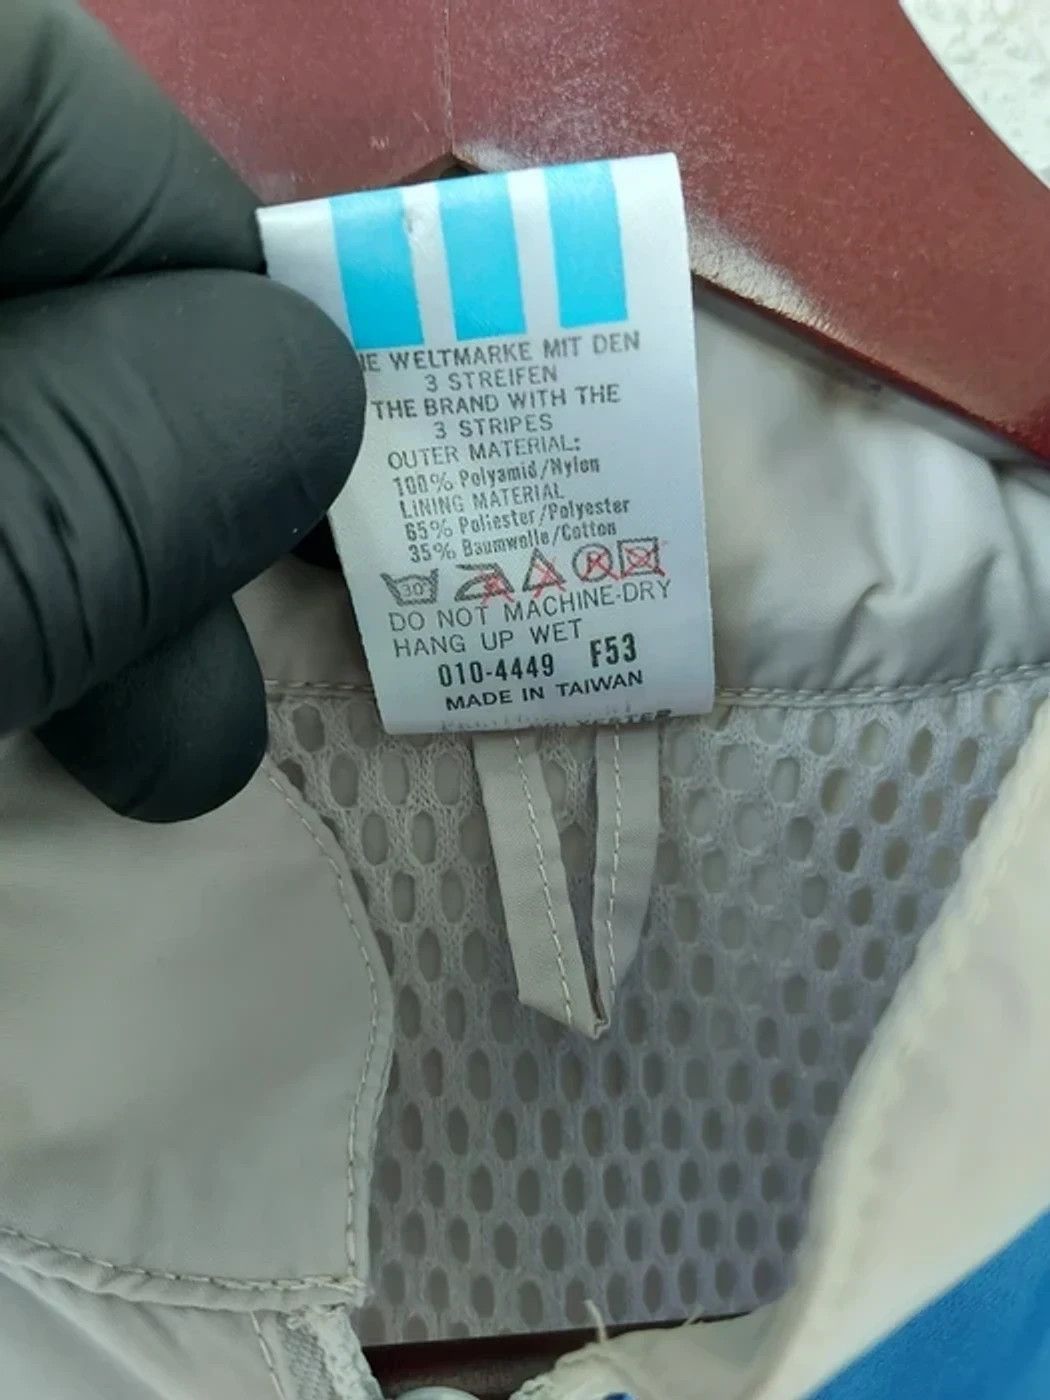 WELTMARKE MIT DEN
3 STREIFEN
THE BRAND WITH THE
3 STRIPES
OUTER MATERIAL:
100% Polyamid/Nylon
LINING MATERIAL
65% Poliester/Polyester
35% Baumwolle/Cotton
30°
DO NOT MACHINE-DRY
HANG UP WET
010-4449 F53
MADE IN TAIWAN